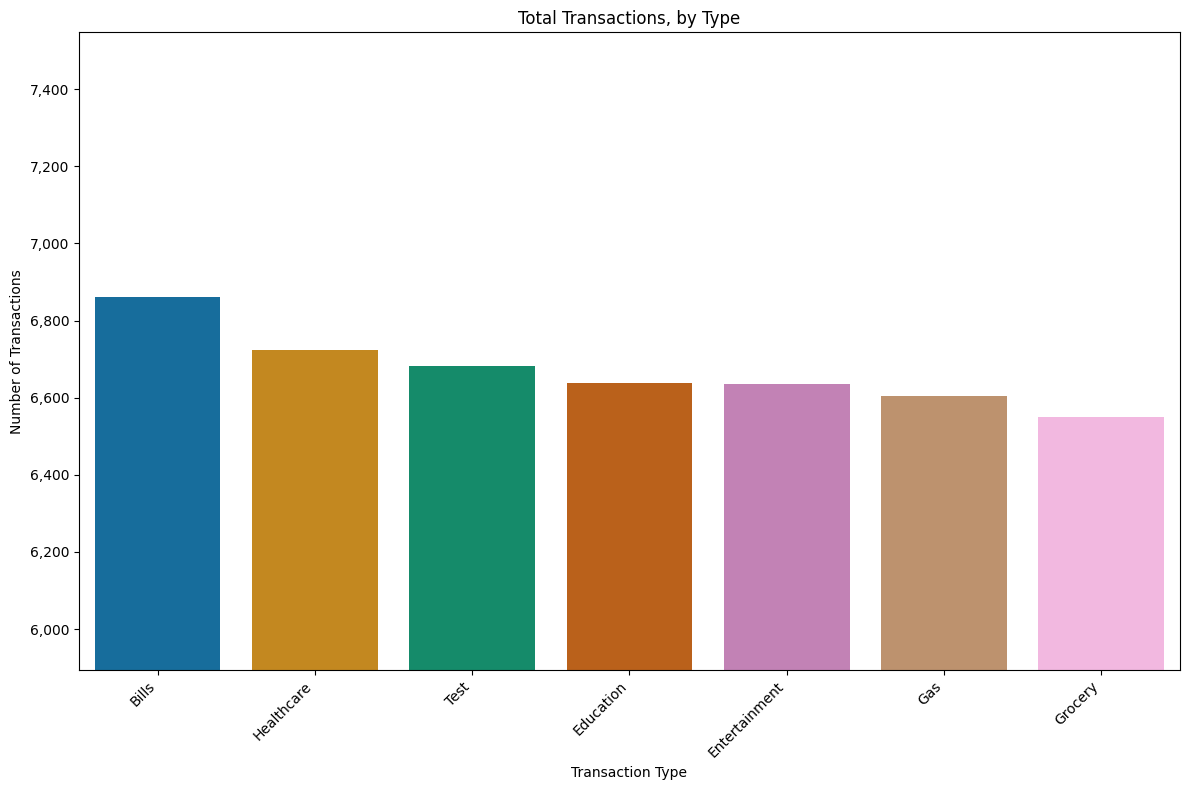 Total Transactions, by Type
Number of Transactions
7,400
7,200
7,000
6,800
6,600
6,400
6,200
6,000
Bills
Healthcare
Test
Education
Entertainment
Gas
Grocery
Transaction Type